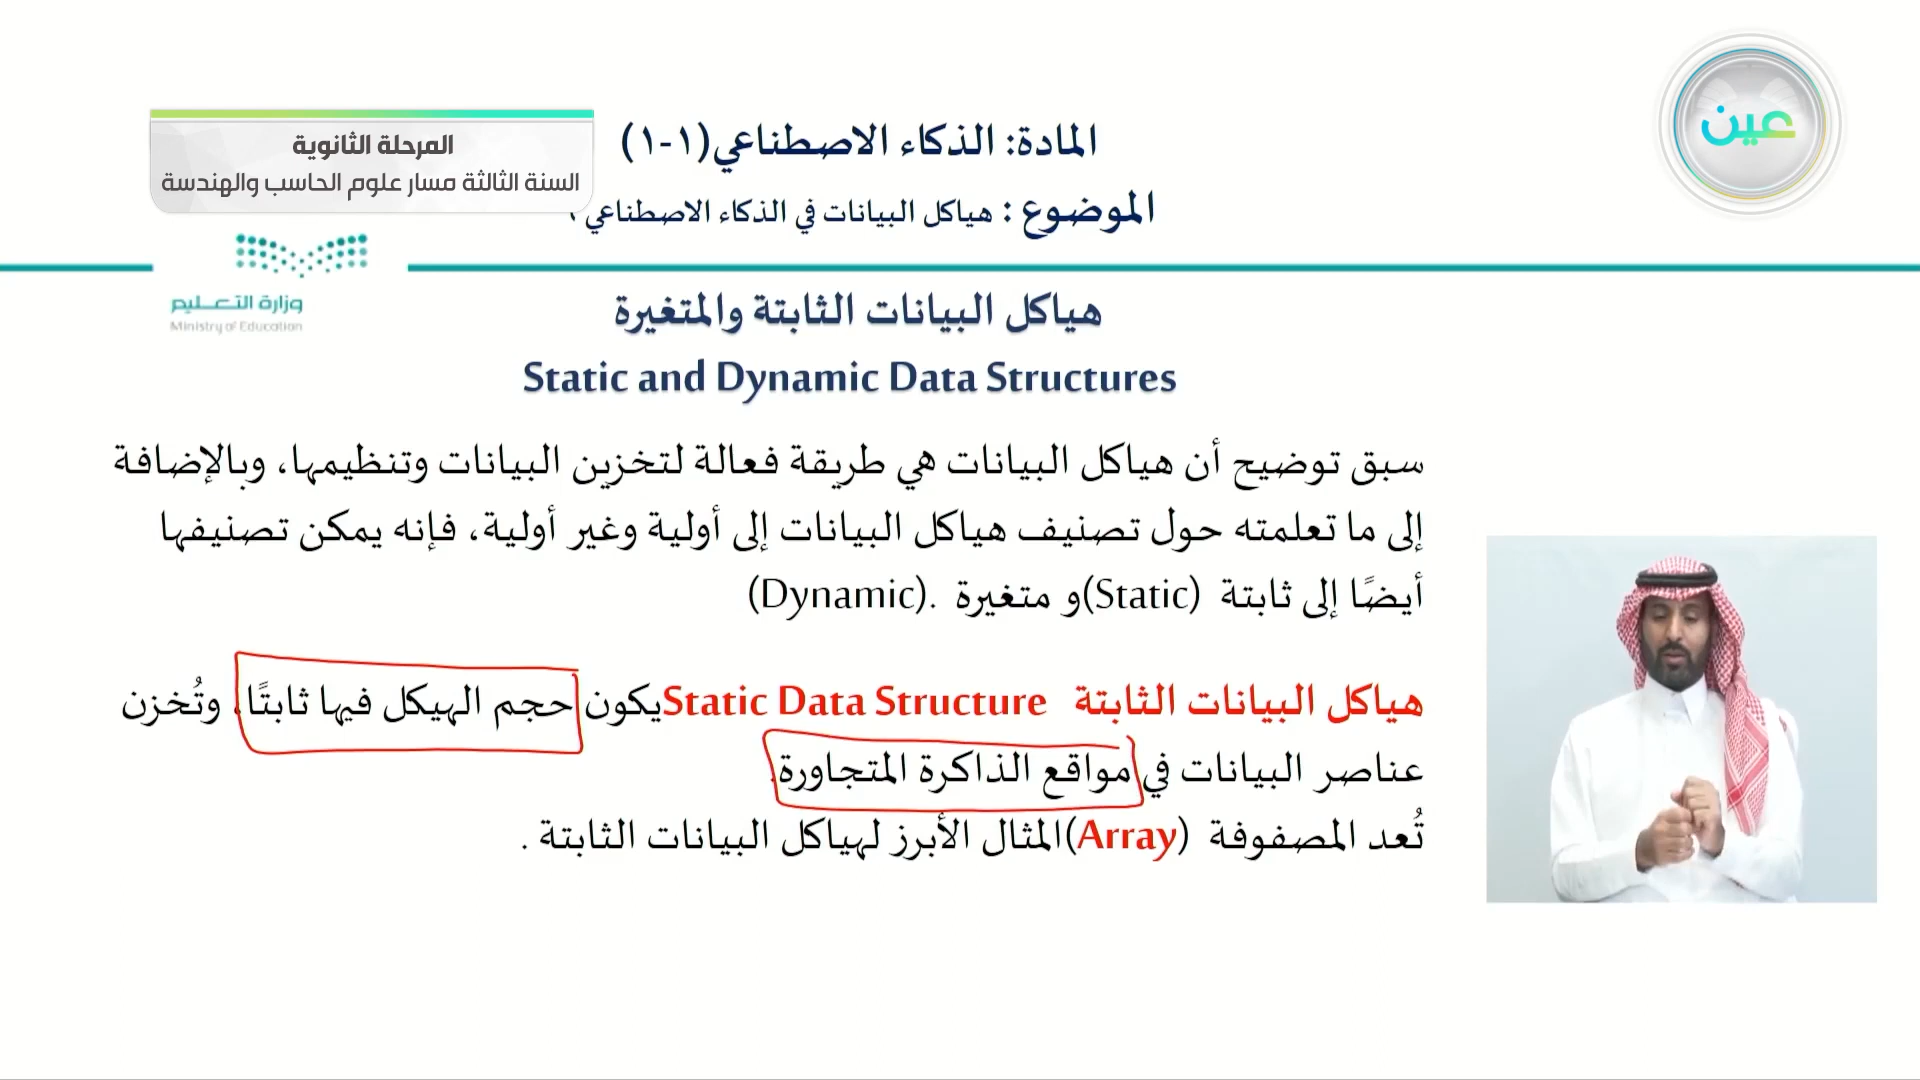 عين
المرحلة الثانوية
السنة الثالثة مسار علوم الحاسب والهندسة
المادة: الذكاء الاصطناعي(١-١)
الموضوع : هياكل البيانات في الذكاء الاصطناعي
وزارة التعليم
Ministry of Education
هياكل البيانات الثابتة والمتغيرة
Static and Dynamic Data Structures
سبق توضيح أن هياكل البيانات هي طريقة فعالة لتخزين البيانات وتنظيمها، وبالإضافة
إلى ما تعلمته حول تصنيف هياكل البيانات إلى أولية وغير أولية، فإنه يمكن تصنيفها
أيضًا إلى ثابتة (Static)و متغيرة .(Dynamic)
هياكل البيانات الثابتة Static Data Structureيكون حجم الهيكل فيها ثابتًا، وتُخزن
عناصر البيانات في مواقع الذاكرة المتجاورة.
تُعد المصفوفة (Array)المثال الأبرز لهياكل البيانات الثابتة .